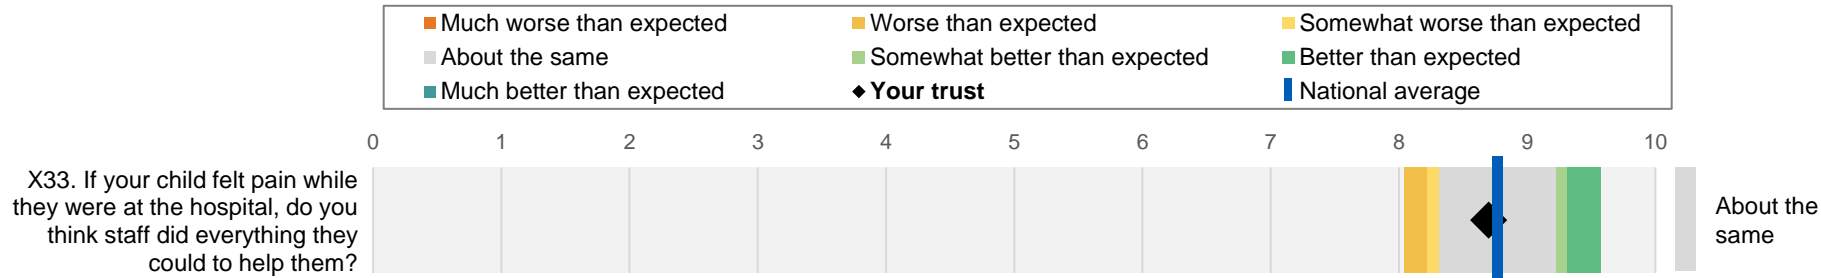 Much worse than expected
Worse than expected
Somewhat worse than expected
About the same
Somewhat better than expected
Better than expected
Much better than expected
Your trust
National average
0 1 2 3 4 5 6 7 8 9 10
X33. If your child felt pain while
they were at the hospital, do you
think staff did everything they
could to help them?
About the
same